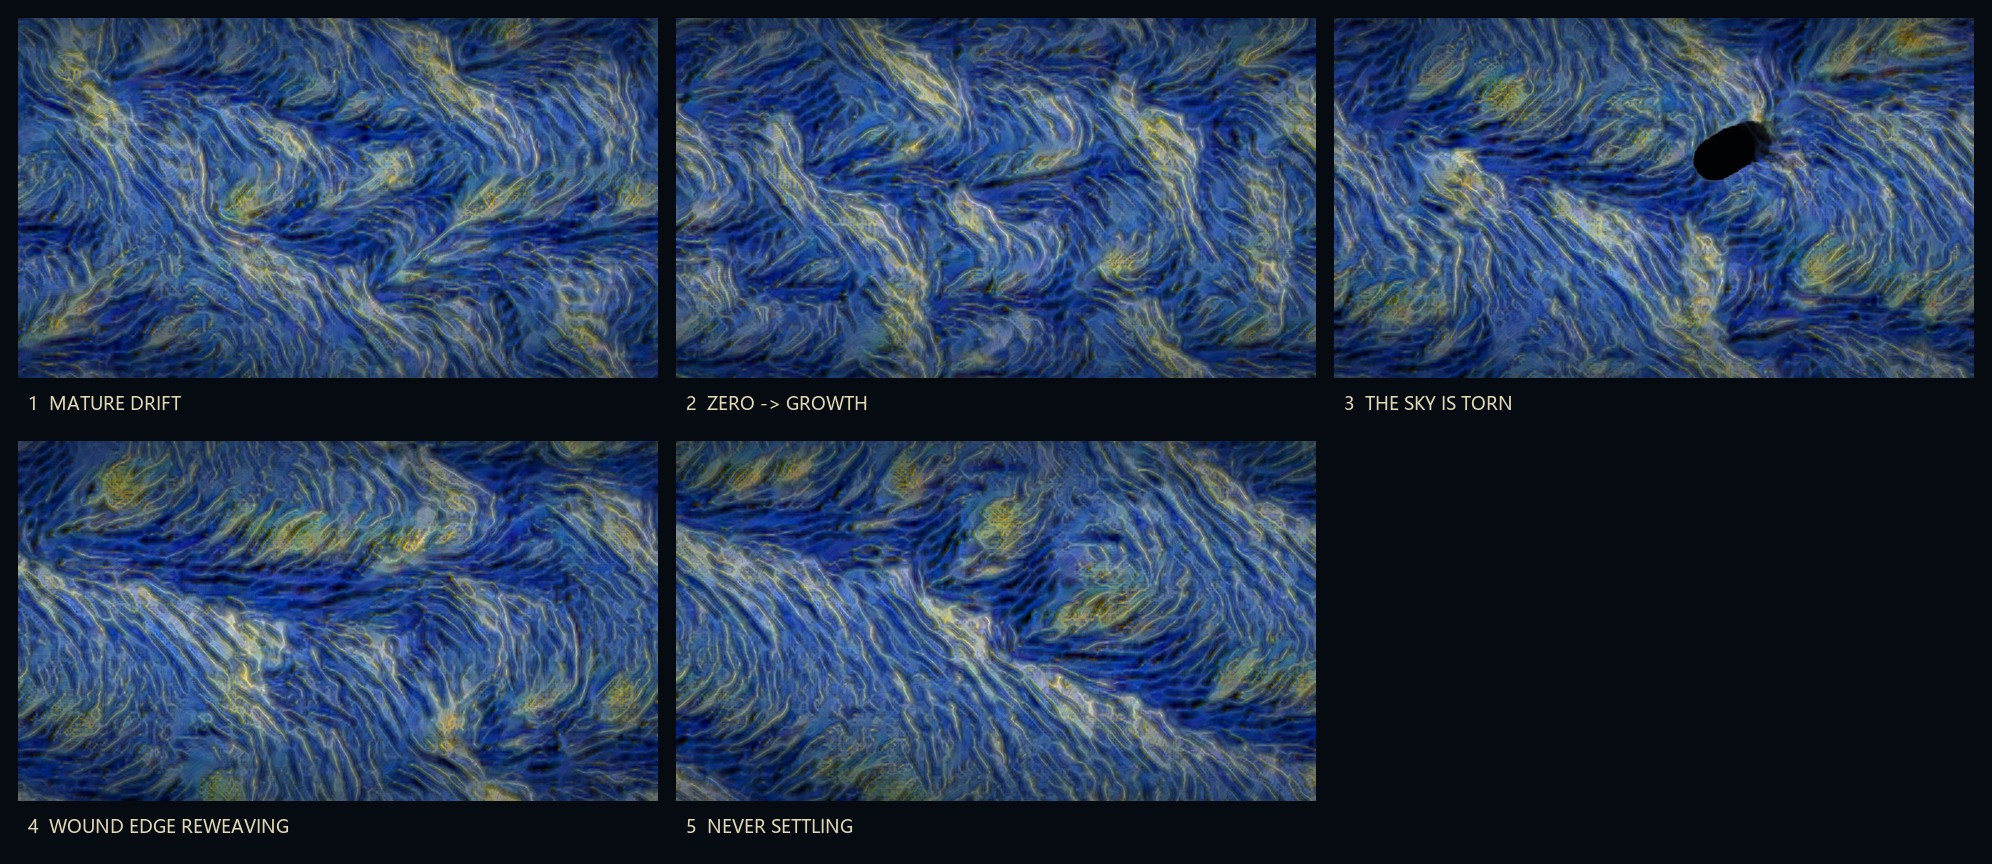 1 MATURE DRIFT
2 ZERO -> GROWTH
3 THE SKY IS TORN
4 WOUND EDGE REWEAVING
5 NEVER SETTLING